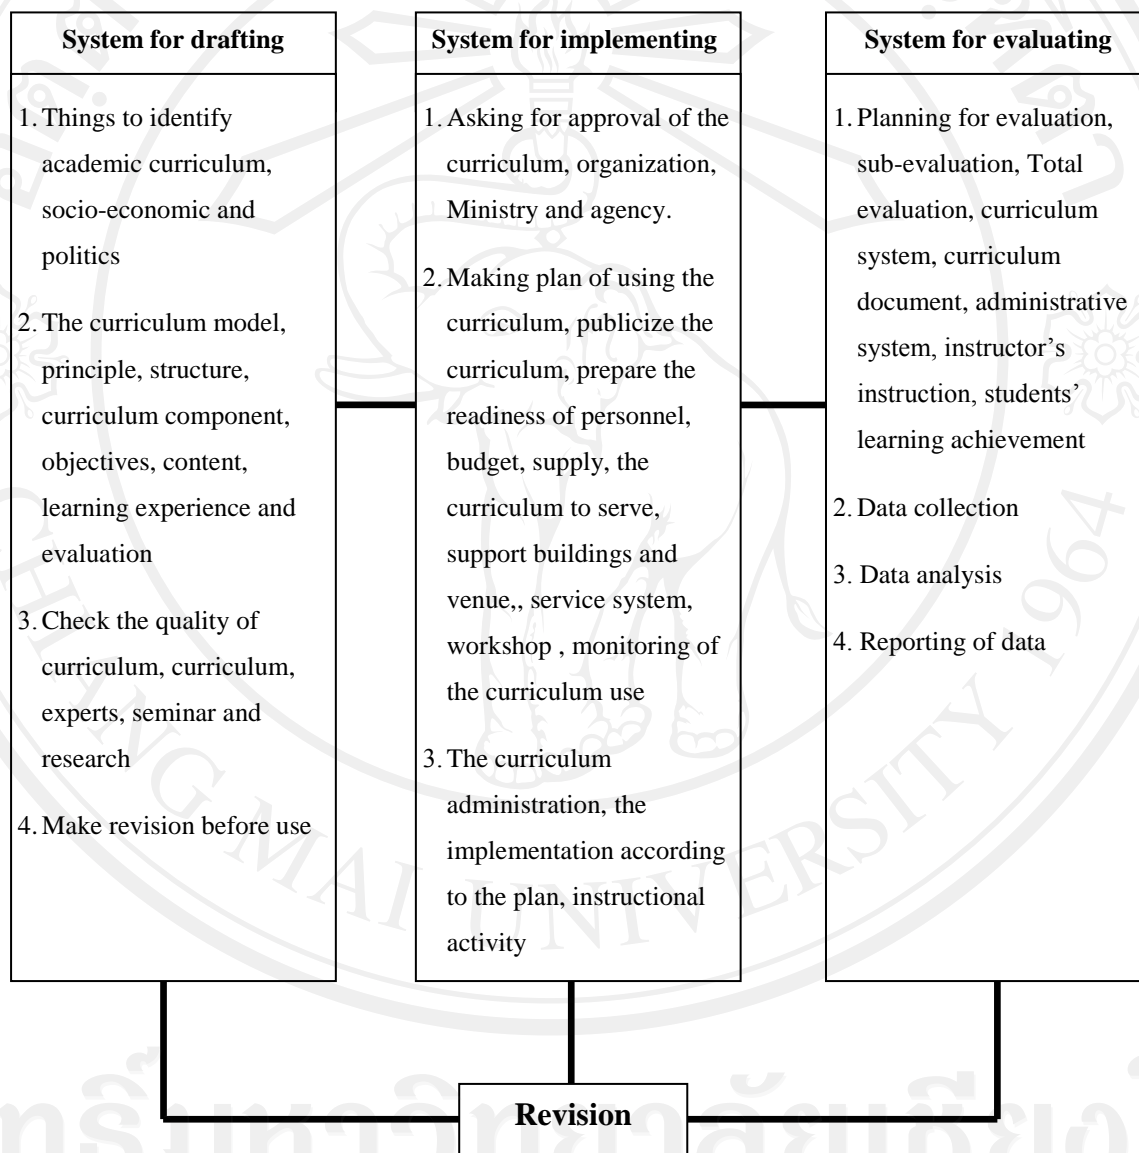 System for drafting
1. Things to identify
academic curriculum,
socio-economic and
politics
2. The curriculum model,
principle, structure,
curriculum component,
objectives, content,
learning experience and
evaluation
3. Check the quality of
curriculum, curriculum,
experts, seminar and
research
4. Make revision before use
System for implementing
1. Asking for approval of the
curriculum, organization,
Ministry and agency.
2. Making plan of using the
curriculum, publicize the
curriculum, prepare the
readiness of personnel,
budget, supply, the
curriculum to serve,
support buildings and
venue,, service system,
workshop , monitoring of
the curriculum use
3. The curriculum
administration, the
implementation according
to the plan, instructional
activity
System for evaluating
1. Planning for evaluation,
sub-evaluation, Total
evaluation, curriculum
system, curriculum
document, administrative
system, instructor’s
instruction, students’
learning achievement
2. Data collection
3. Data analysis
4. Reporting of data
Revision
CHIANG MAI UNIVERSITY 1964